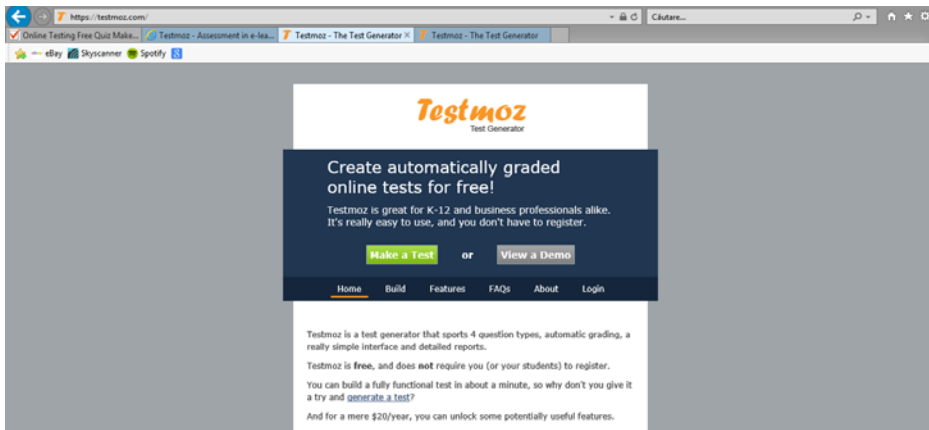 https://testmoz.com/
Căutare...
Online Testing Free Quiz Make...
Testmoz - Assessment in e-lea...
Testmoz - The Test Generator
Testmoz - The Test Generator
eBay Skyscanner Spotify
Testmoz
Test Generator
Create automatically graded
online tests for free!
Testmoz is great for K-12 and business professionals alike.
It's really easy to use, and you don't have to register.
Make a Test or View a Demo
Home Build Features FAQs About Login
Testmoz is a test generator that sports 4 question types, automatic grading, a
really simple interface and detailed reports.
Testmoz is free, and does not require you (or your students) to register.
You can build a fully functional test in about a minute, so why don't you give it
a try and generate a test?
And for a mere $20/year, you can unlock some potentially useful features.